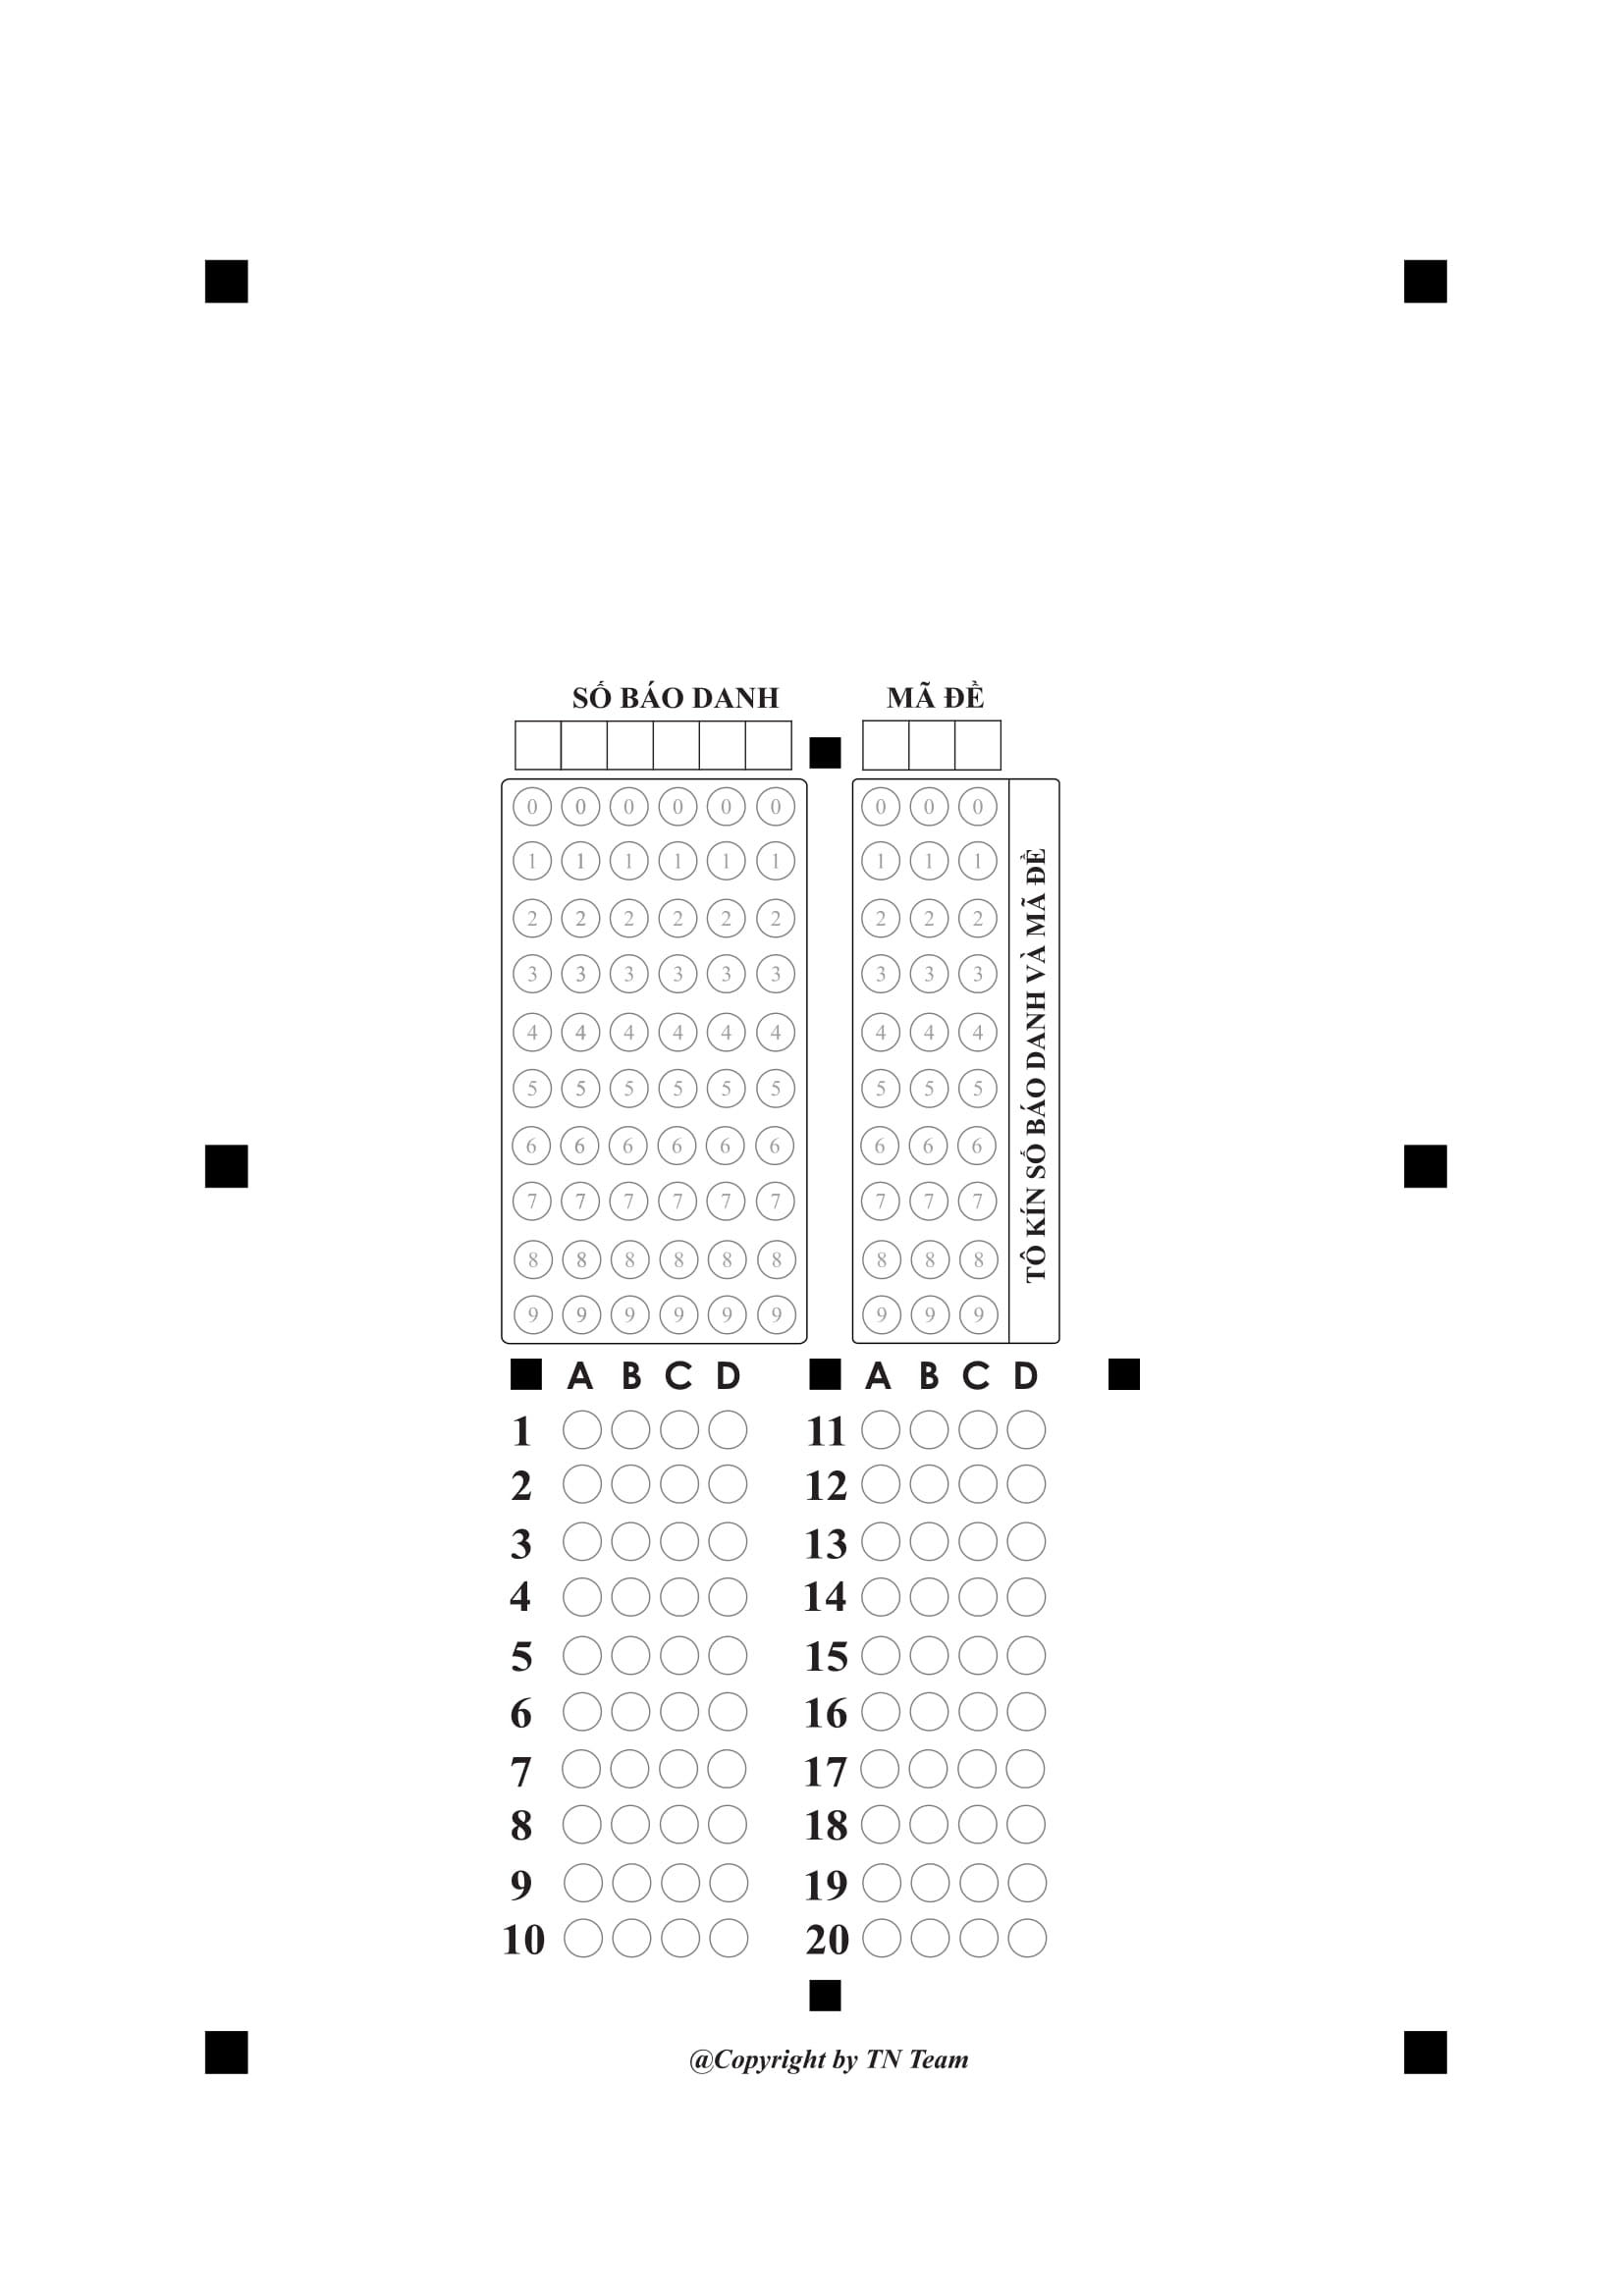 SỐ BÁO DANH MÃ ĐỀ
0 0 0 0 0 0 0 0 0
1 1 1 1 1 1 1 1 1
2 2 2 2 2 2 2 2 2
3 3 3 3 3 3 3 3 3
4 4 4 4 4 4 4 4 4
5 5 5 5 5 5 5 5 5
6 6 6 6 6 6 6 6 6
7 7 7 7 7 7 7 7 7
8 8 8 8 8 8 8 8 8
9 9 9 9 9 9 9 9 9
TÔ KÍN SỐ BÁO DANH VÀ MÃ ĐỀ
A B C D A B C D
1 11
2 12
3 13
4 14
5 15
6 16
7 17
8 18
9 19
10 20
@Copyright by TN Team